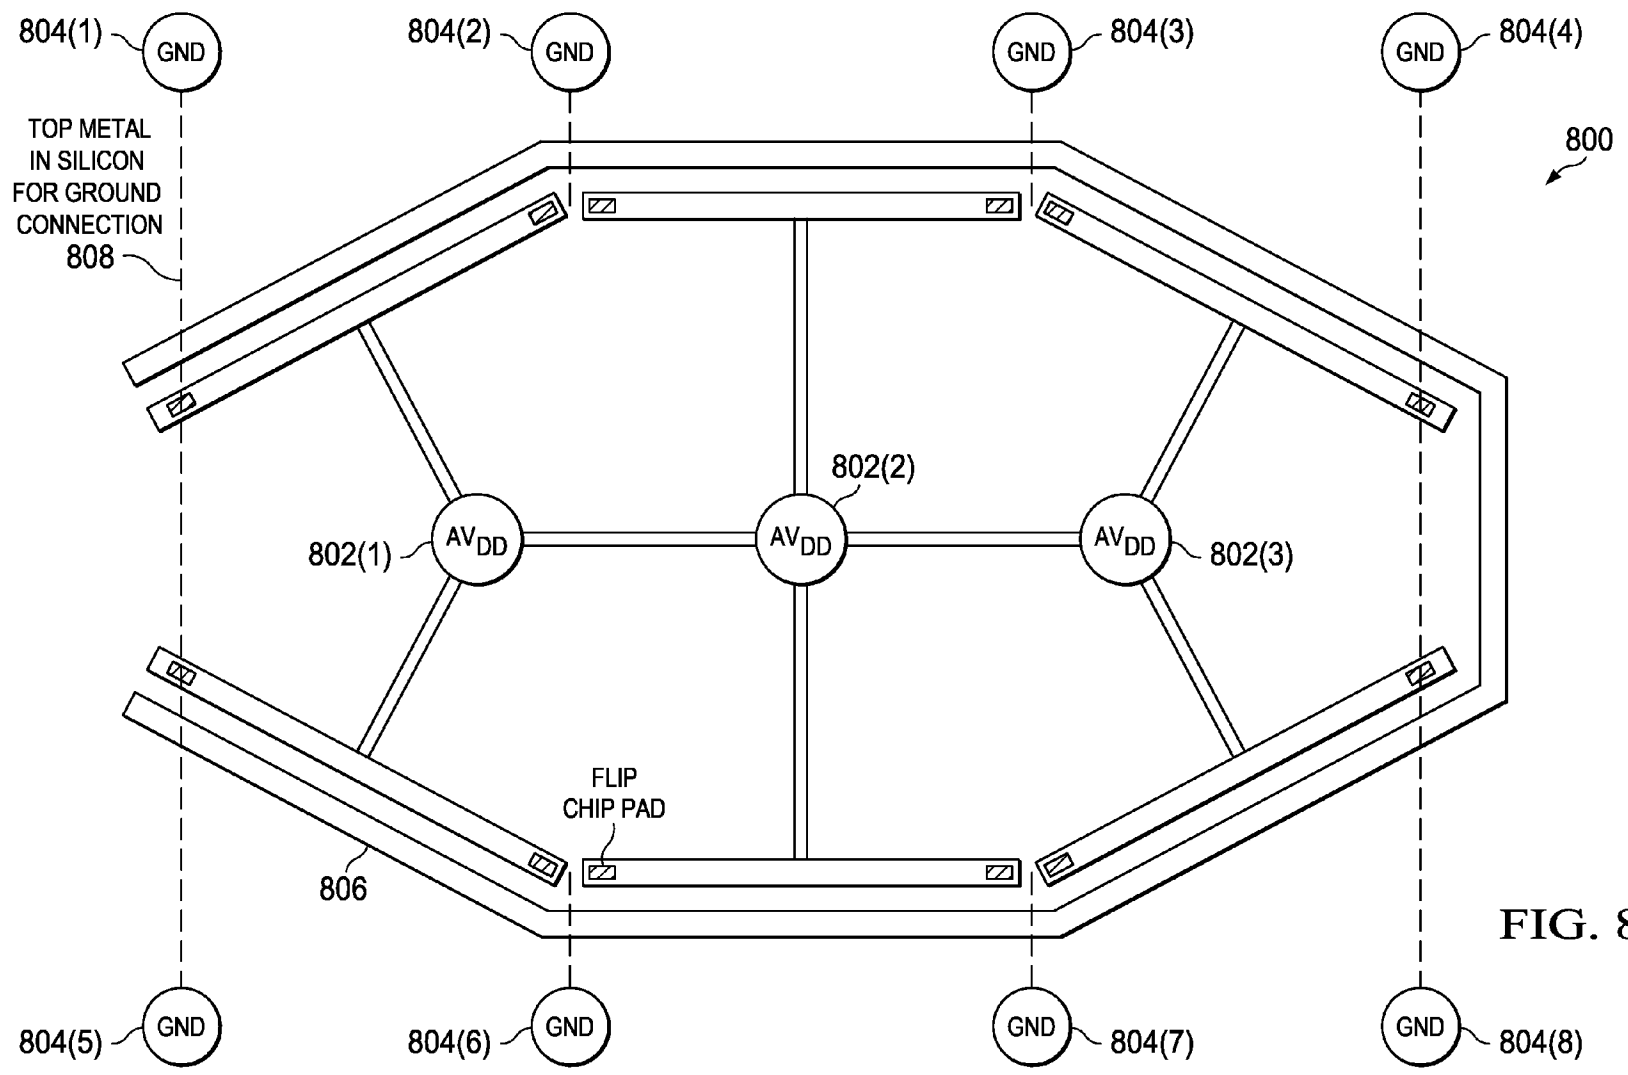 804(1) GND 804(2) GND GND 804(3) GND 804(4)
TOP METAL
IN SILICON
FOR GROUND
CONNECTION
808
800
802(2)
802(1) AVDD AVDD AVDD 802(3)
FLIP
CHIP PAD
806
FIG. 8
804(5) GND 804(6) GND GND 804(7) GND 804(8)